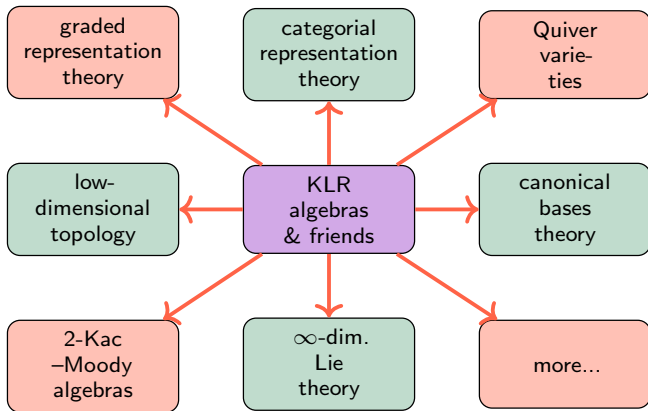 graded
representation
theory
categorial
representation
theory
Quiver
varie-
ties
low-
dimensional
topology
KLR
algebras
& friends
canonical
bases
theory
2-Kac
–Moody
algebras
∞-dim.
Lie
theory
more...